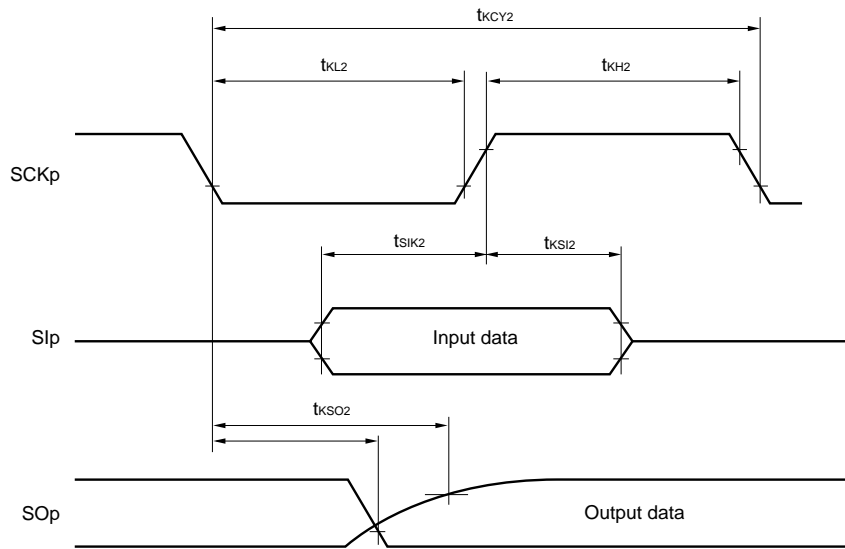 tKCY2
tKL2
tKH2
SCKp
tSIK2
tKSI2
SIp
Input data
tKSO2
SOp
Output data